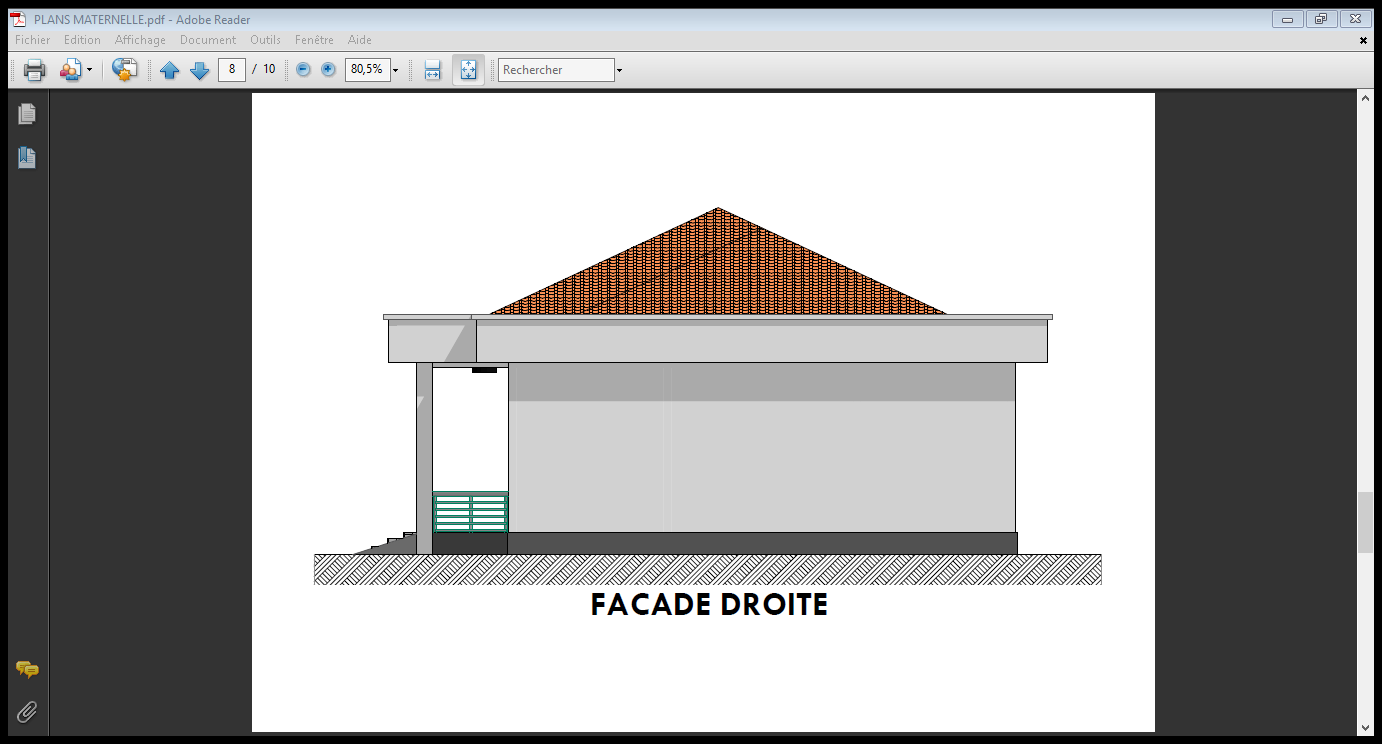 PLANS MATERNELLE.pdf - Adobe Reader
Fichier Edition Affichage Document Outils Fenêtre Aide
8 / 10 80,5% Rechercher
FACADE DROITE